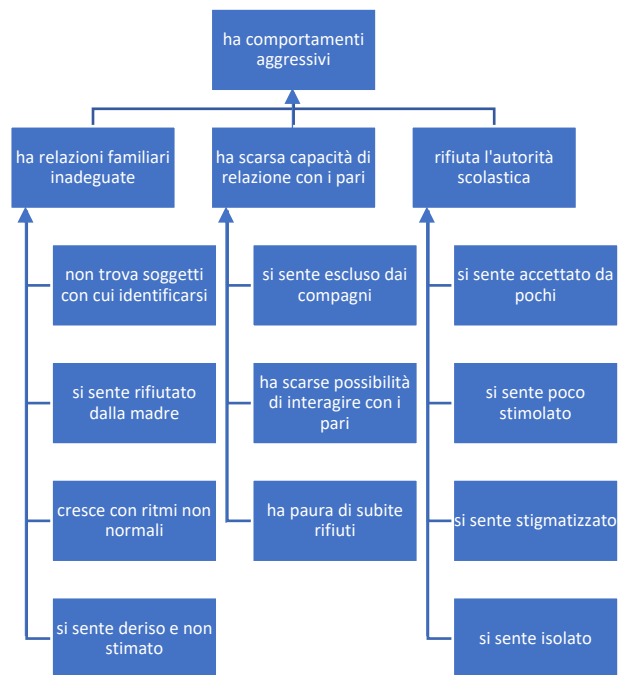 ha comportamenti
aggressivi
ha relazioni familiari
inadeguate
ha scarsa capacità di
relazione con i pari
rifiuta l'autorità
scolastica
non trova soggetti
con cui identificarsi
si sente rifiutato
dalla madre
cresce con ritmi non
normali
si sente deriso e non
stimato
si sente escluso dai
compagni
ha scarse possibilità
di interagire con i
pari
ha paura di subite
rifiuti
si sente accettato da
pochi
si sente poco
stimolato
si sente stigmatizzato
si sente isolato